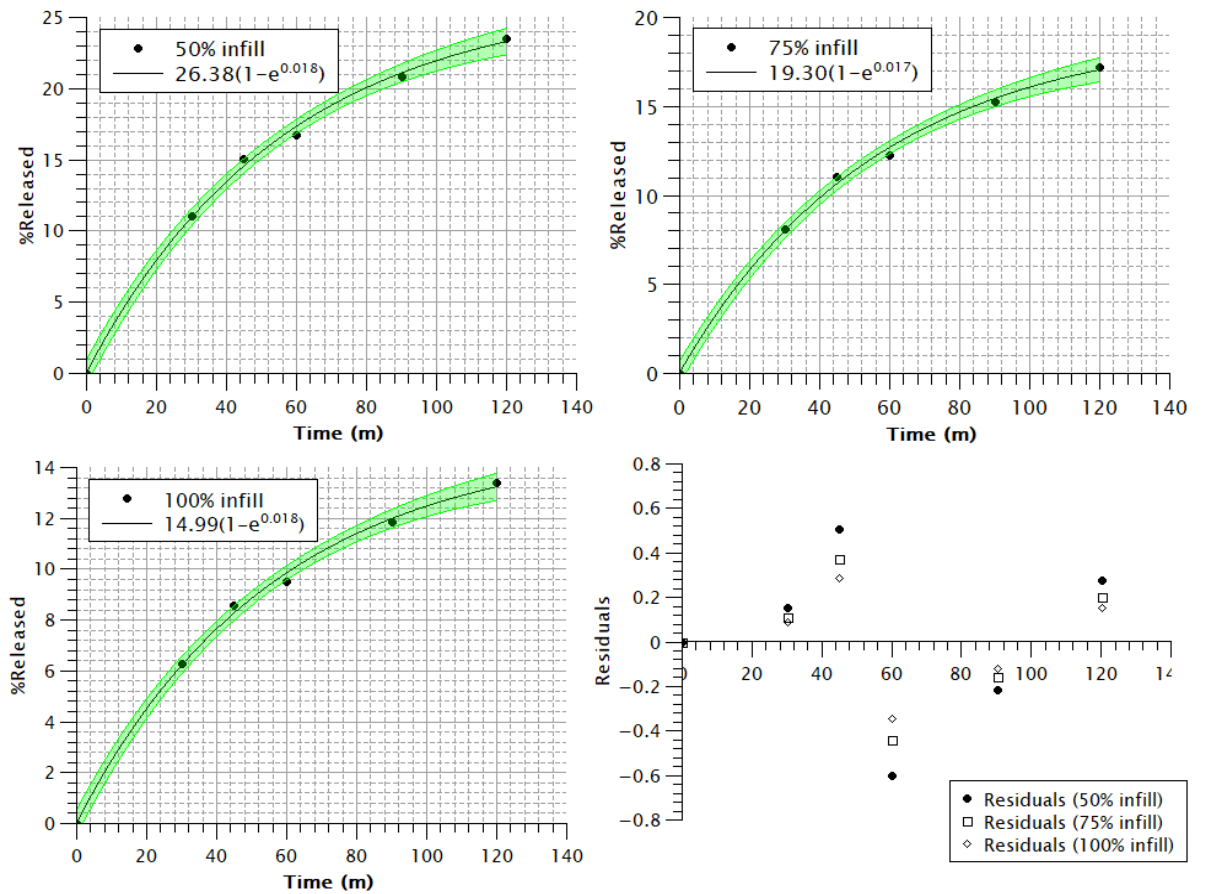 25
20
15
10
5
0
%Released
50% infill
26.38(1−e^0.018)
0 20 40 60 80 100 120 140
Time (m)
20
15
10
5
0
%Released
75% infill
19.30(1−e^0.017)
0 20 40 60 80 100 120 140
Time (m)
14
12
10
8
6
4
2
0
%Released
100% infill
14.99(1−e^0.018)
0 20 40 60 80 100 120 140
Time (m)
0.8
0.6
0.4
0.2
0
−0.2
−0.4
−0.6
−0.8
Residuals
20 40 60 80 100 120 14
Residuals (50% infill)
Residuals (75% infill)
Residuals (100% infill)